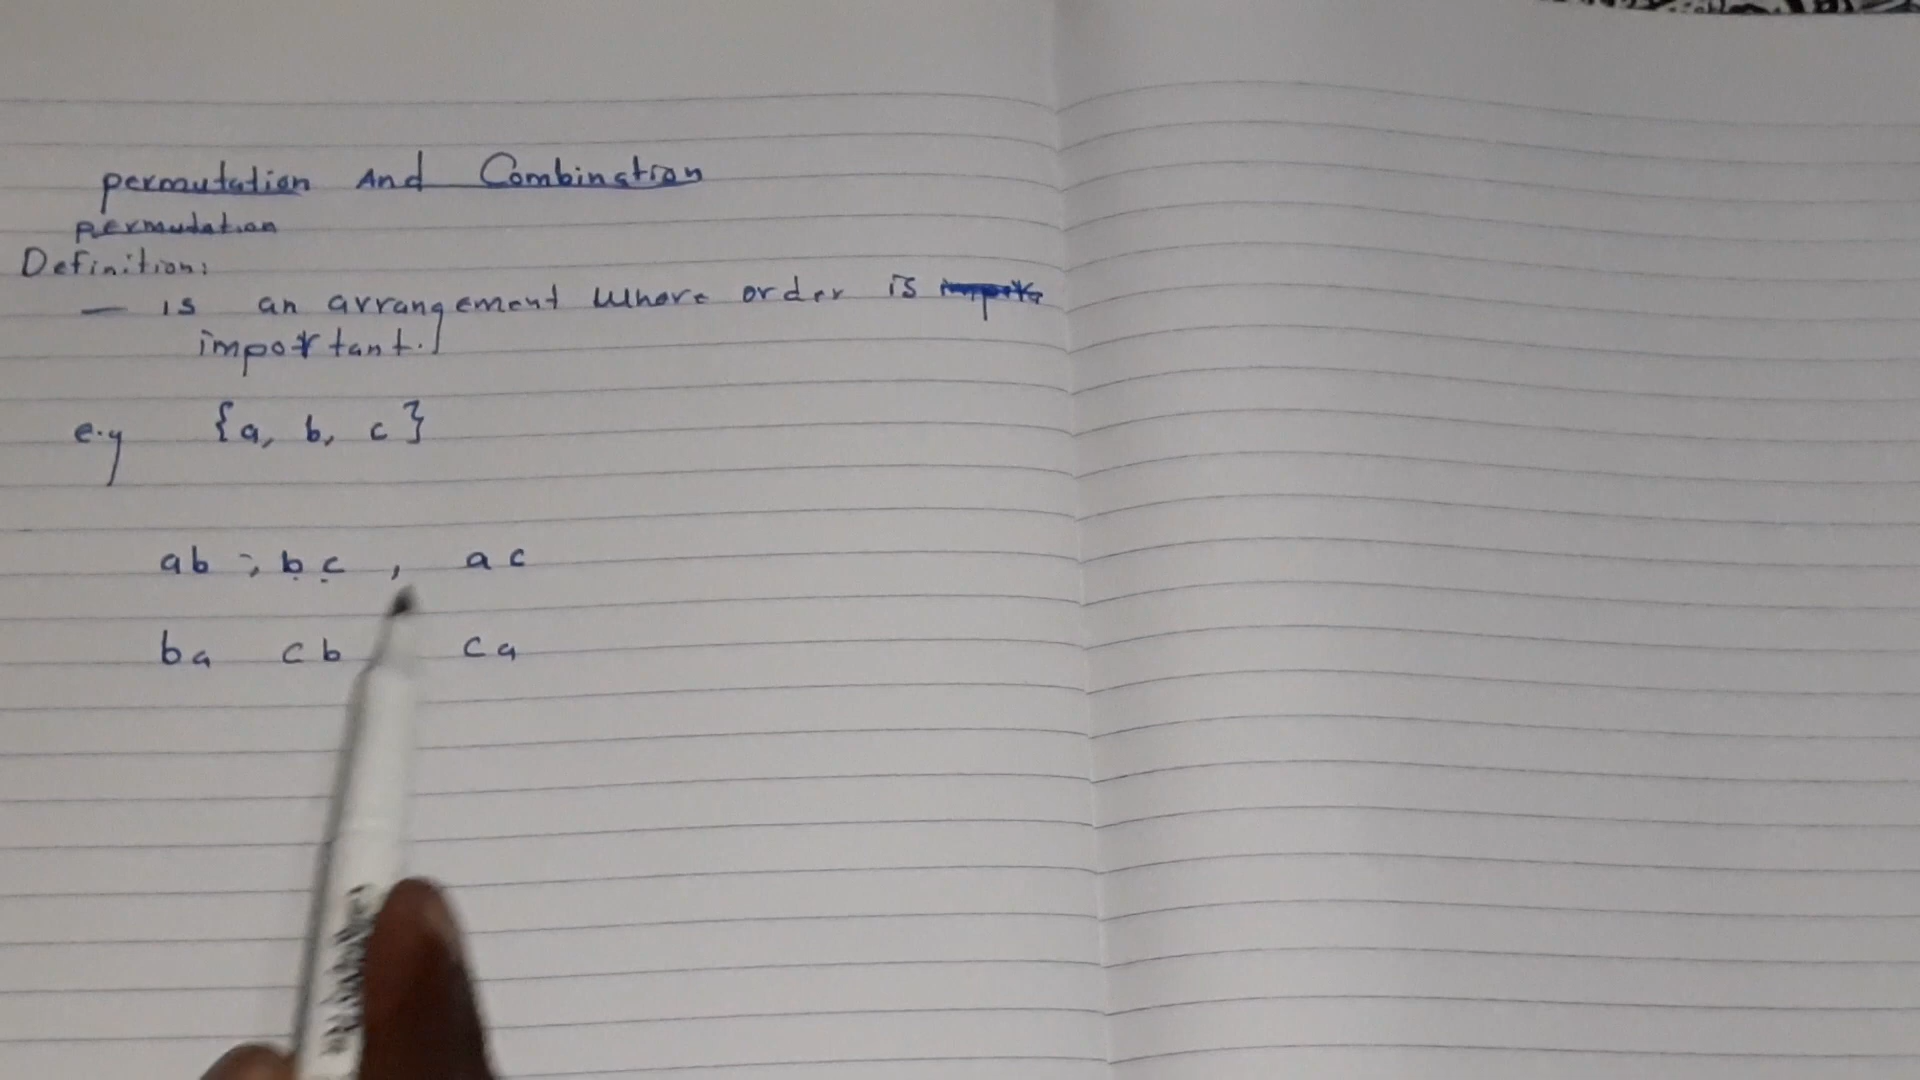 permutation And Combination
permutation
Definition:
— is an arrangement where order is
important.
e.g {a, b, c}
ab , bc , ac
ba cb ca